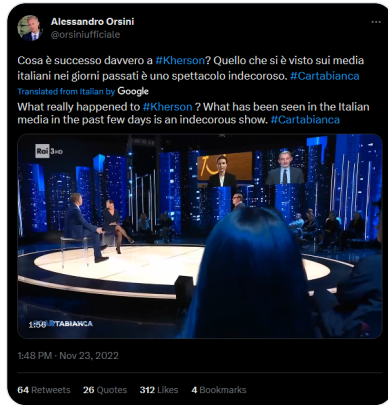 Alessandro Orsini
@orsiniufficiale
Cosa è successo davvero a #Kherson? Quello che si è visto sui media
italiani nei giorni passati è uno spettacolo indecoroso. #Cartabianca
Translated from Italian by Google
What really happened to #Kherson ? What has been seen in the Italian
media in the past few days is an indecorous show. #Cartabianca
Rai 3HD
1:56 TABIANCA
1:48 PM · Nov 23, 2022
64 Retweets 26 Quotes 312 Likes 4 Bookmarks